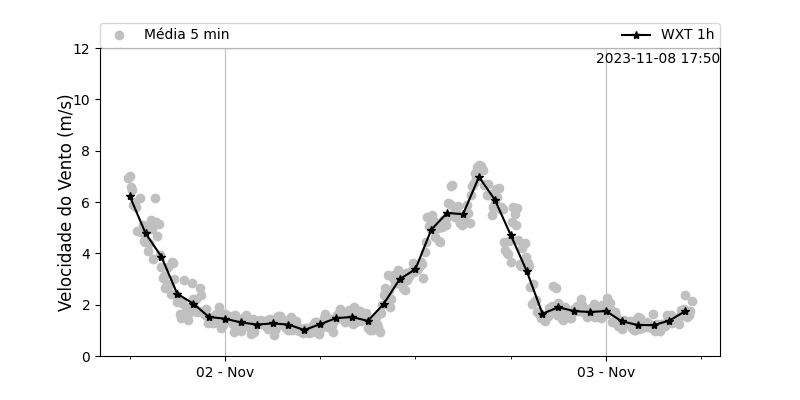 Média 5 min
WXT 1h
2023-11-08 17:50
Velocidade do Vento (m/s)
12
10
8
6
4
2
0
02 - Nov
03 - Nov